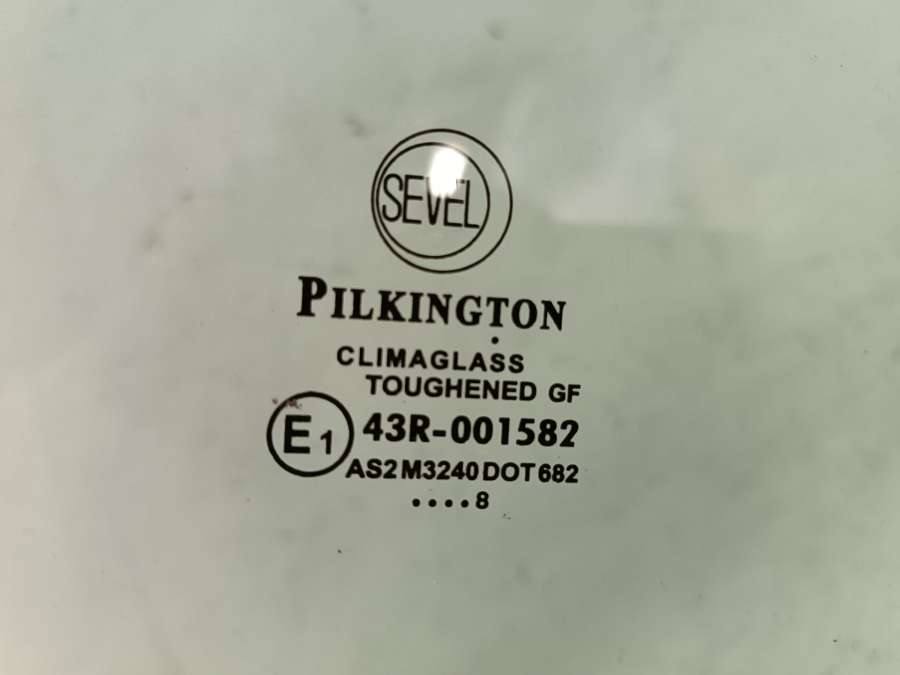 SEVEL
PILKINGTON
CLIMAGLASS
TOUGHENED GF
E1 43R-001582
AS2 M3240 DOT 682
....8